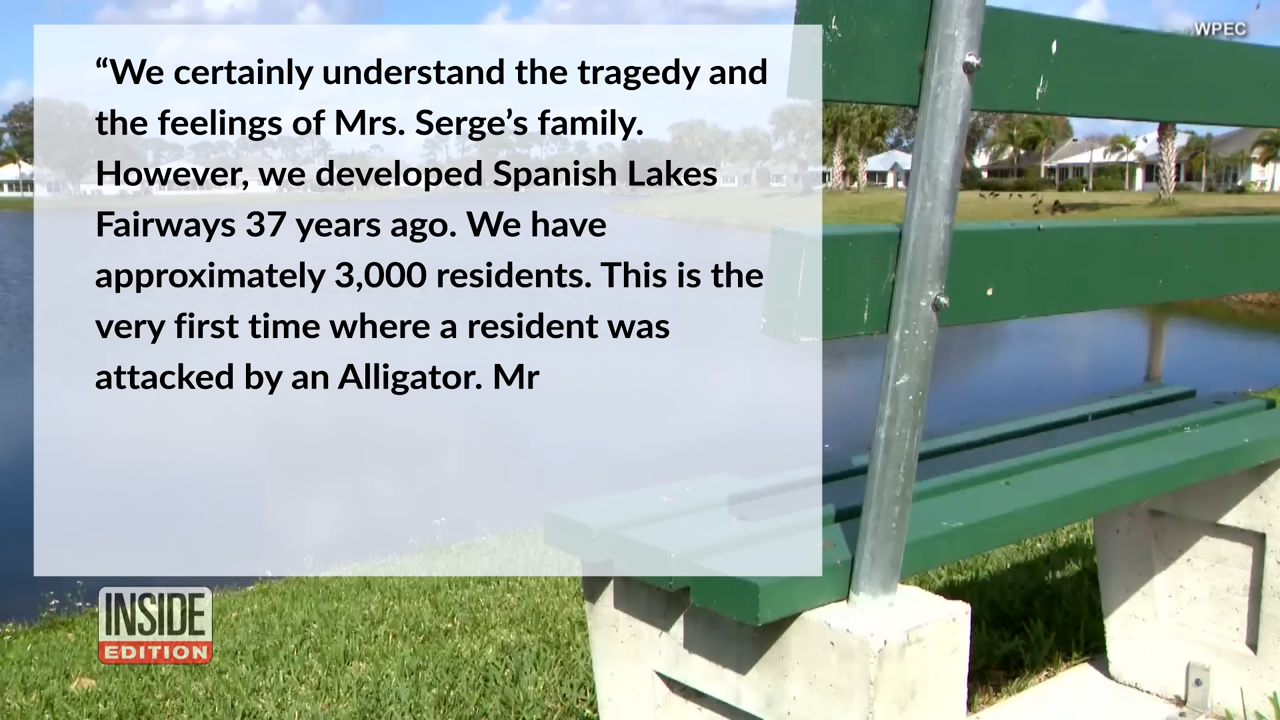 WPEC
“We certainly understand the tragedy and
the feelings of Mrs. Serge’s family.
However, we developed Spanish Lakes
Fairways 37 years ago. We have
approximately 3,000 residents. This is the
very first time where a resident was
attacked by an Alligator. Mr
INSIDE
EDITION